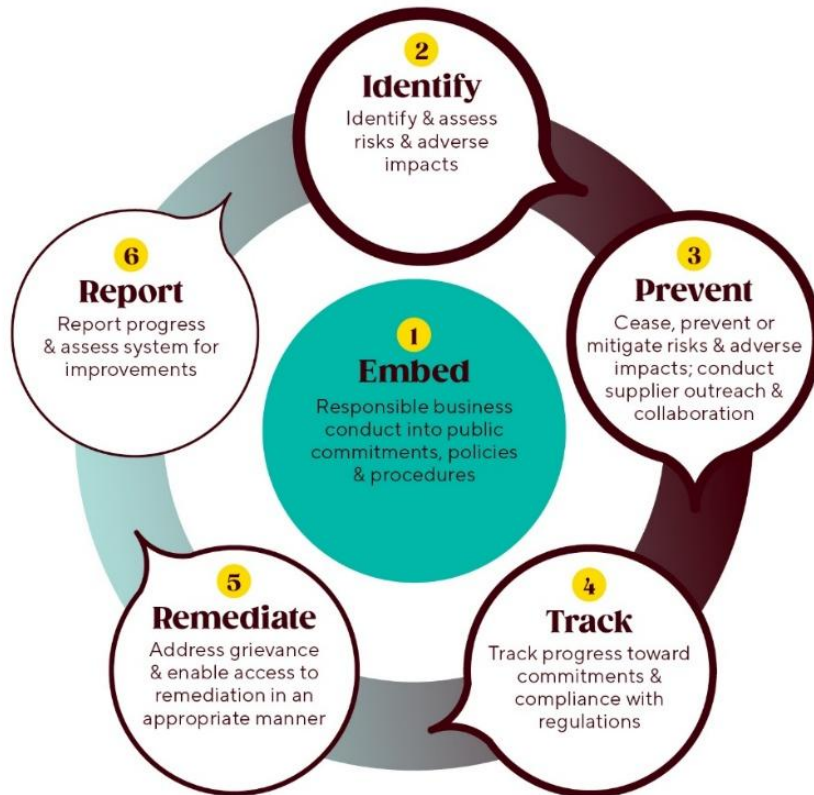 1
Embed
Responsible business
conduct into public
commitments, policies
& procedures
2
Identify
Identify & assess
risks & adverse
impacts
3
Prevent
Cease, prevent or
mitigate risks & adverse
impacts; conduct
supplier outreach &
collaboration
4
Track
Track progress toward
commitments &
compliance with
regulations
5
Remediate
Address grievance
& enable access to
remediation in an
appropriate manner
6
Report
Report progress
& assess system for
improvements